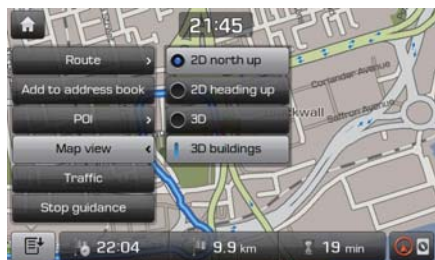 21:45
Route
2D north up
Add to address book
2D heading up
POI
3D
Map view
3D buildings
Traffic
Stop guidance
22:04
9.9 km
19 min
Coriander Avenue
Saffron Avenue
kwall